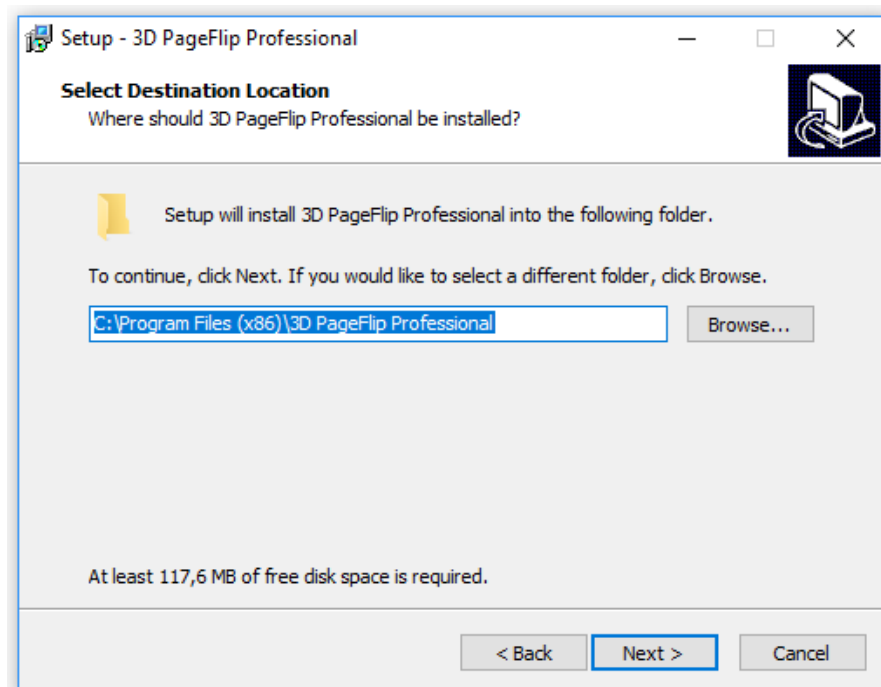 Setup - 3D PageFlip Professional
Select Destination Location
Where should 3D PageFlip Professional be installed?
Setup will install 3D PageFlip Professional into the following folder.
To continue, click Next. If you would like to select a different folder, click Browse.
C:\Program Files (x86)\3D PageFlip Professional
Browse...
At least 117,6 MB of free disk space is required.
< Back
Next >
Cancel